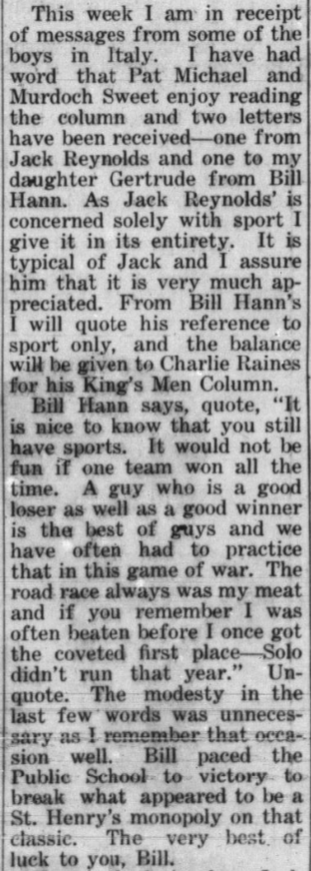 This week I am in receipt
of messages from some of the
boys in Italy. I have had
word that Pat Michael and
Murdoch Sweet enjoy reading
the column and two letters
have been received—one from
Jack Reynolds and one to my
daughter Gertrude from Bill
Hann. As Jack Reynolds' is
concerned solely with sport I
give it in its entirety. It is
typical of Jack and I assure
him that it is very much ap-
preciated. From Bill Hann's
I will quote his reference to
sport only, and the balance
will be given to Charlie Raines
for his King's Men Column.
Bill Hann says, quote, "It
is nice to know that you still
have sports. It would not be
fun if one team won all the
time. A guy who is a good
loser as well as a good winner
is the best of guys and we
have often had to practice
that in this game of war. The
road race always was my meat
and if you remember I was
often beaten before I once got
the coveted first place—Solo
didn't run that year." Un-
quote. The modesty in the
last few words was unneces-
sary as I remember that occa-
sion well. Bill paced the
Public School to victory to
break what appeared to be a
St. Henry's monopoly on that
classic. The very best of
luck to you, Bill.